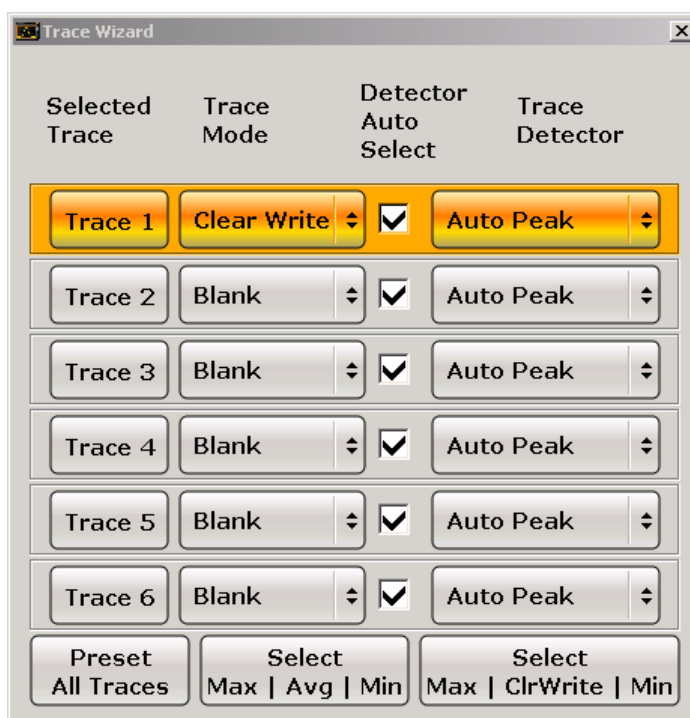 Trace Wizard
Selected Trace
Trace Mode
Detector Auto Select
Trace Detector
Trace 1 Clear Write Auto Peak
Trace 2 Blank Auto Peak
Trace 3 Blank Auto Peak
Trace 4 Blank Auto Peak
Trace 5 Blank Auto Peak
Trace 6 Blank Auto Peak
Preset All Traces
Select Max | Avg | Min
Select Max | ClrWrite | Min